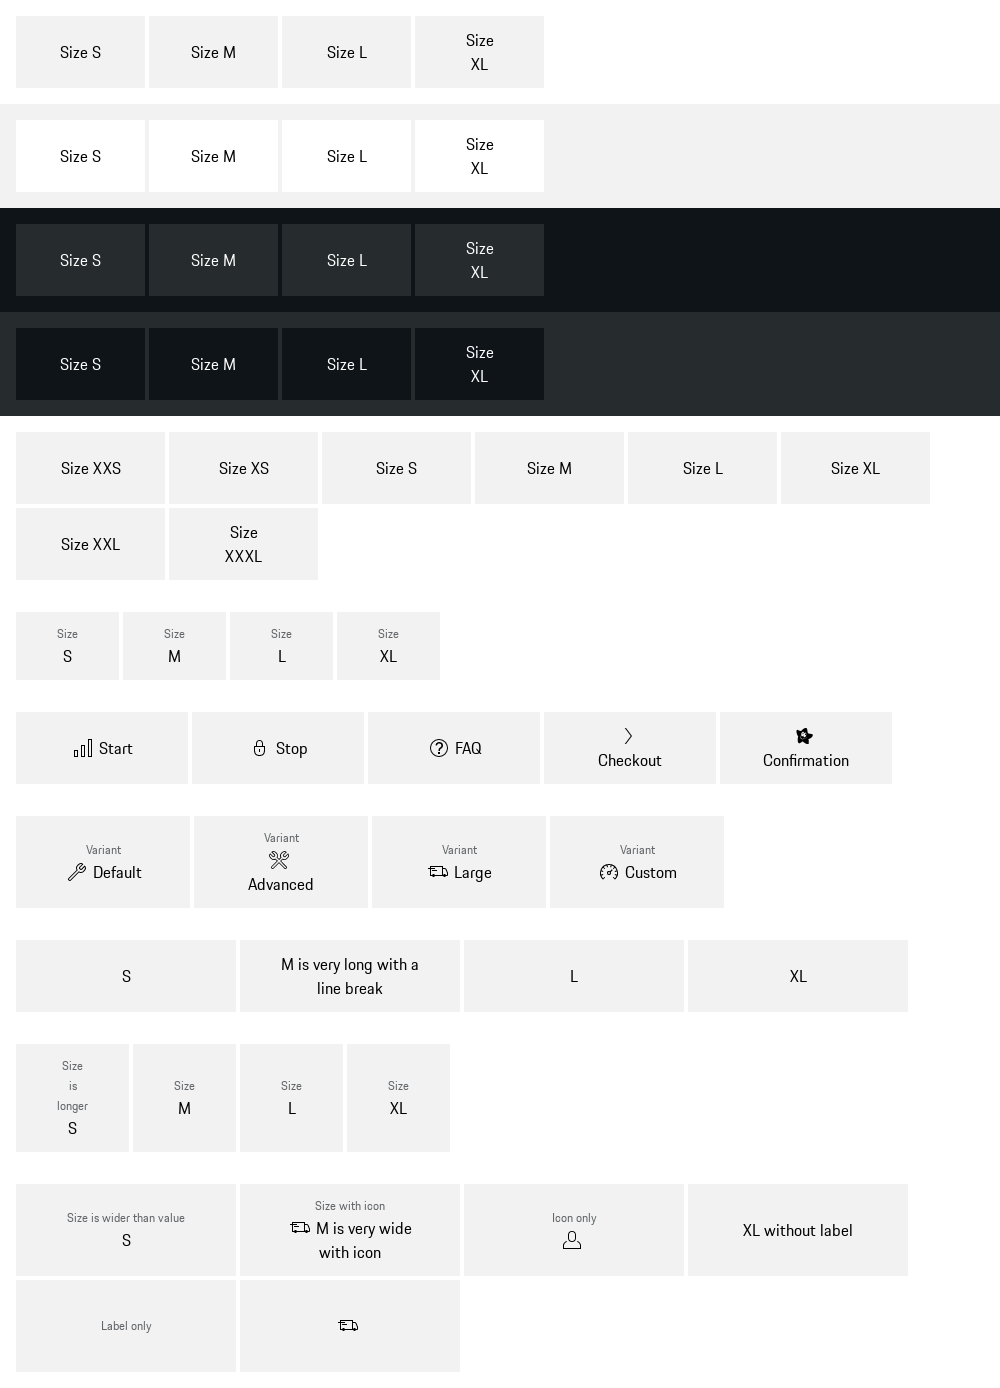 Size S
Size M
Size L
Size
XL
Size S
Size M
Size L
Size
XL
Size S
Size M
Size L
Size
XL
Size S
Size M
Size L
Size
XL
Size XXS
Size XS
Size S
Size M
Size L
Size XL
Size XXL
Size
XXXL
Size
S
Size
M
Size
L
Size
XL
Start
Stop
FAQ
Checkout
Confirmation
Variant
Default
Variant
Advanced
Variant
Large
Variant
Custom
S
M is very long with a
line break
L
XL
Size
is
longer
S
Size
M
Size
L
Size
XL
Size is wider than value
S
Size with icon
M is very wide
with icon
Icon only
XL without label
Label only